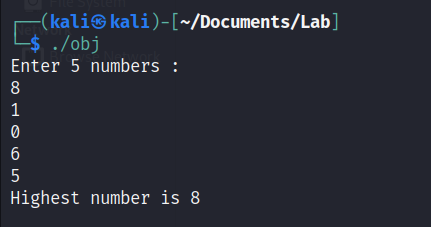 ┌──(kali㉿kali)-[~/Documents/Lab]
└─$ ./obj
Enter 5 numbers :
8
1
0
6
5
Highest number is 8